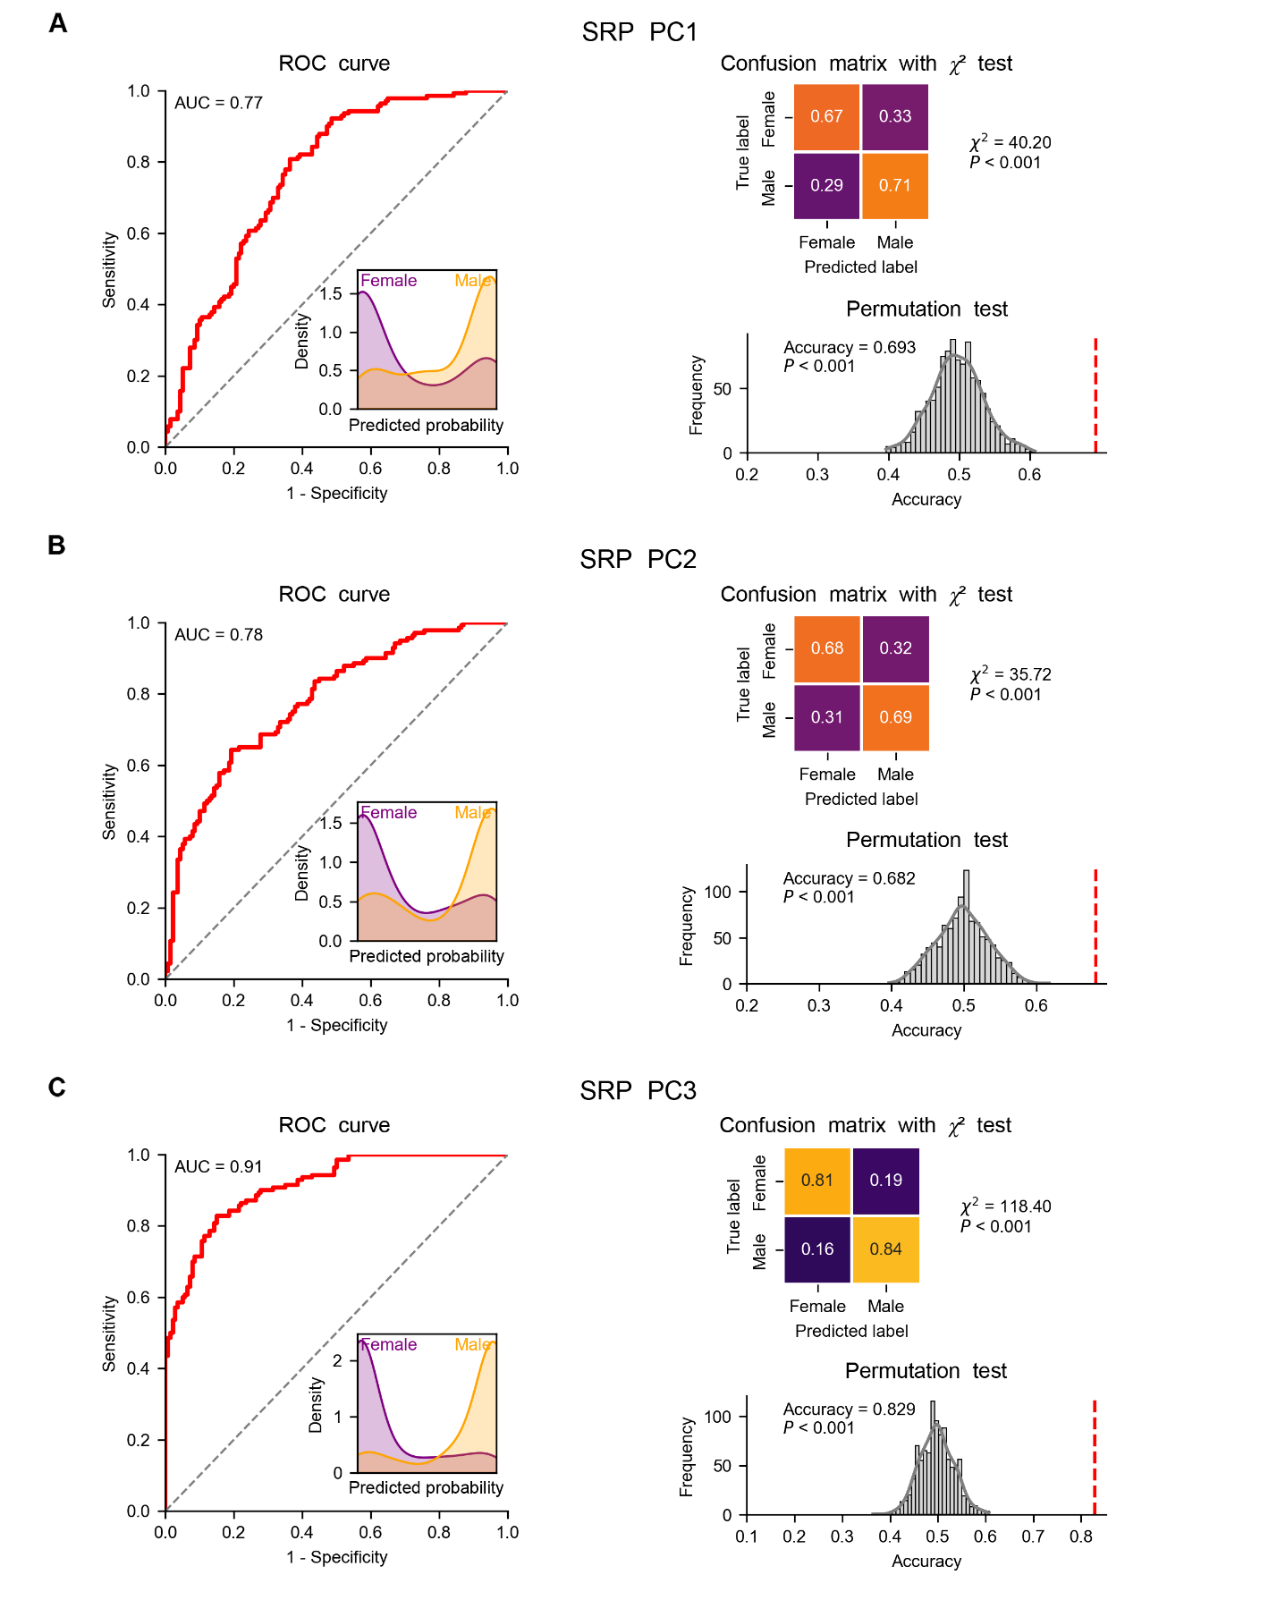 A
SRP PC1
ROC curve
AUC = 0.77
1.0
0.8
0.6
0.4
0.2
0.0
Sensitivity
0.0 0.2 0.4 0.6 0.8 1.0
1 - Specificity
Female Male
1.5
1.0
0.5
0.0
Density
Predicted probability
Confusion matrix with χ² test
True label
Female
Male
0.67 0.33
0.29 0.71
Female Male
Predicted label
χ² = 40.20
P < 0.001
Permutation test
Accuracy = 0.693
P < 0.001
Frequency
50
0
0.2 0.3 0.4 0.5 0.6
Accuracy
B
SRP PC2
ROC curve
AUC = 0.78
1.0
0.8
0.6
0.4
0.2
0.0
Sensitivity
0.0 0.2 0.4 0.6 0.8 1.0
1 - Specificity
Female Male
1.5
1.0
0.5
0.0
Density
Predicted probability
Confusion matrix with χ² test
True label
Female
Male
0.68 0.32
0.31 0.69
Female Male
Predicted label
χ² = 35.72
P < 0.001
Permutation test
Accuracy = 0.682
P < 0.001
Frequency
100
50
0
0.2 0.3 0.4 0.5 0.6
Accuracy
C
SRP PC3
ROC curve
AUC = 0.91
1.0
0.8
0.6
0.4
0.2
0.0
Sensitivity
0.0 0.2 0.4 0.6 0.8 1.0
1 - Specificity
Female Male
2
1
0
Density
Predicted probability
Confusion matrix with χ² test
True label
Female
Male
0.81 0.19
0.16 0.84
Female Male
Predicted label
χ² = 118.40
P < 0.001
Permutation test
Accuracy = 0.829
P < 0.001
Frequency
100
50
0
0.1 0.2 0.3 0.4 0.5 0.6 0.7 0.8
Accuracy